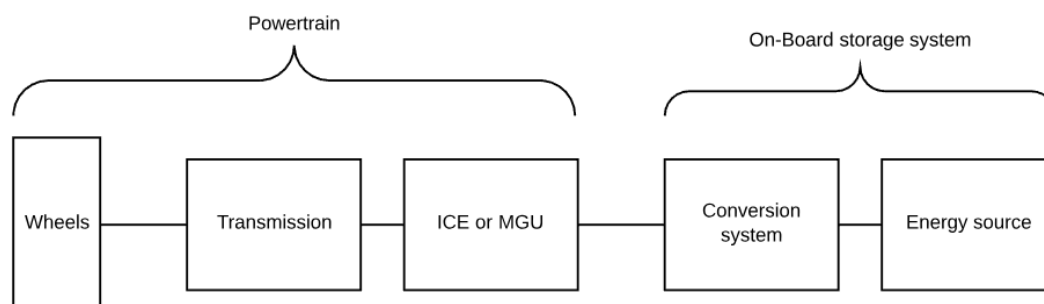 Powertrain
On-Board storage system
Wheels
Transmission
ICE or MGU
Conversion
system
Energy source